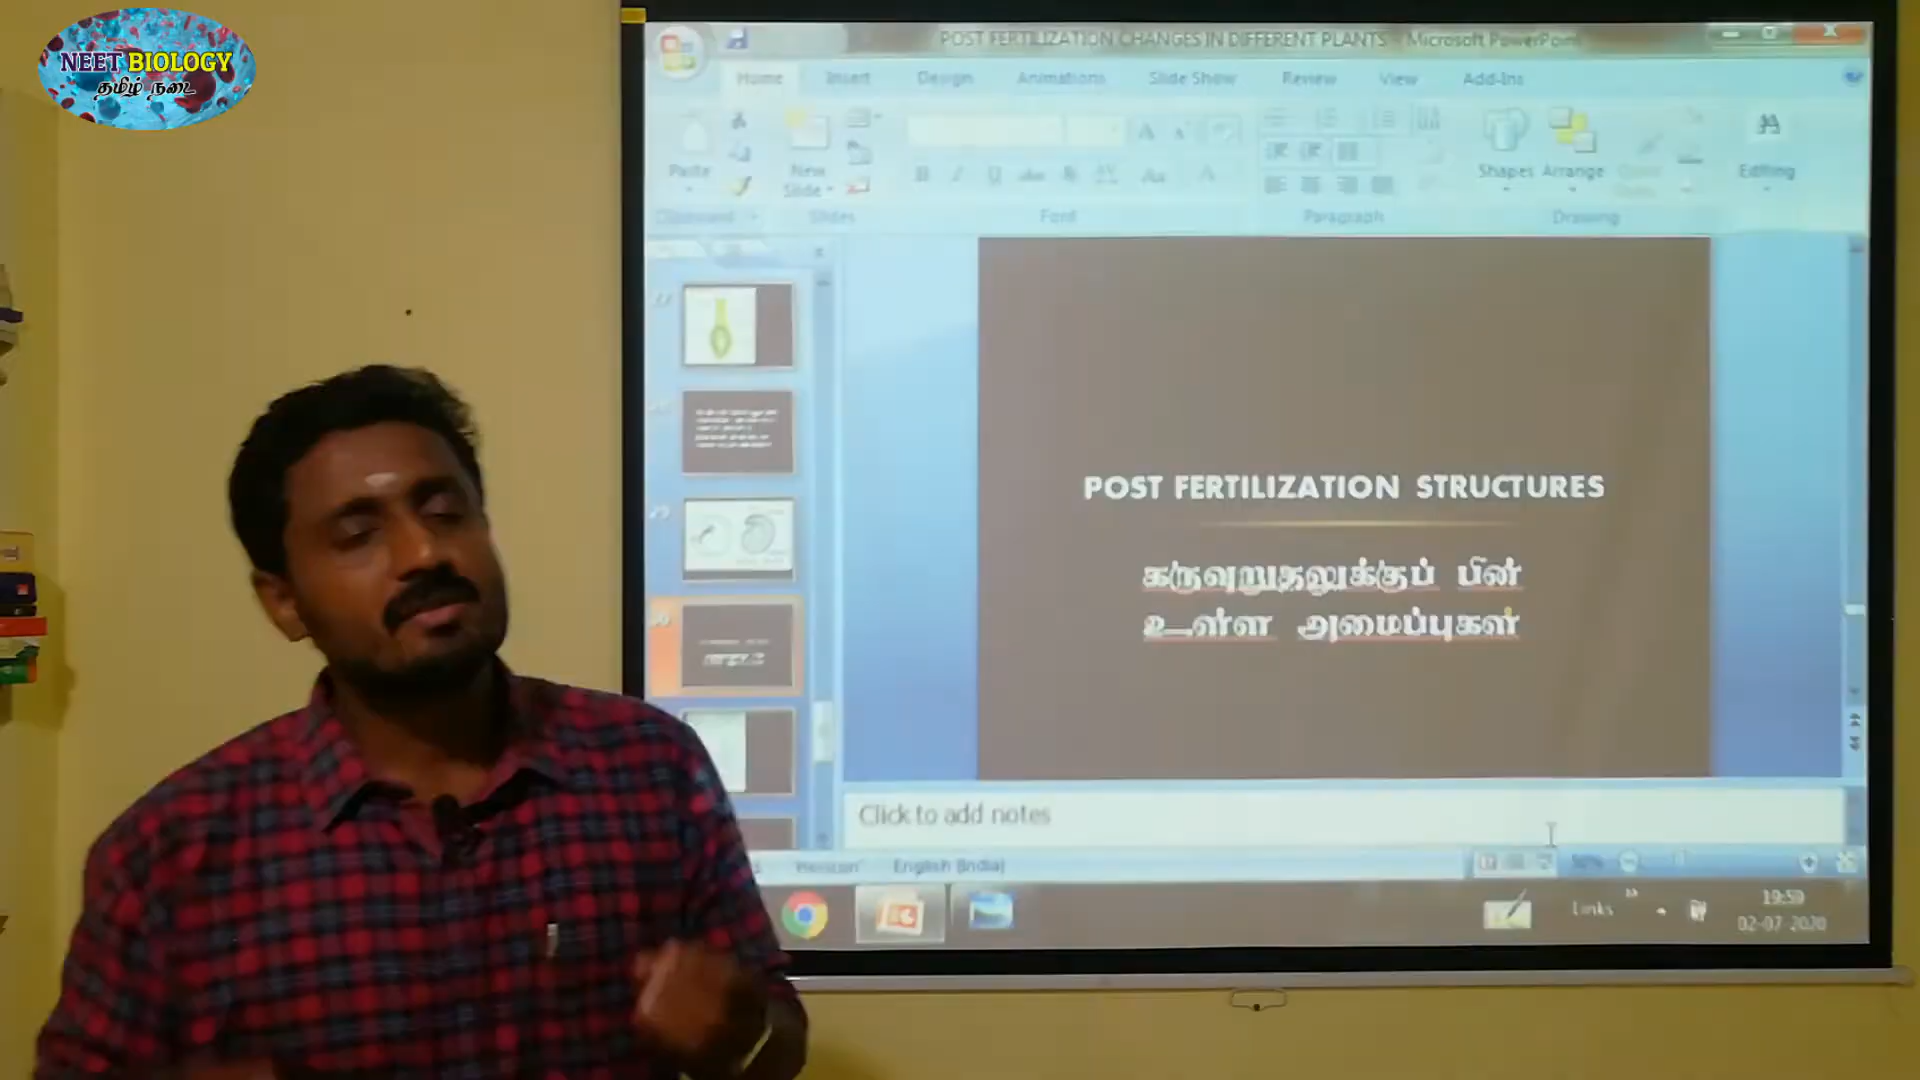 NEET BIOLOGY
தமிழ் நடை
POST FERTILIZATION CHANGES IN DIFFERENT PLANTS - Microsoft PowerPoint
Home Insert Design Animations Slide Show Review View Add-Ins
Paste
New Slide
Shapes Arrange
Editing
Clipboard Slides Font Paragraph Drawing
POST FERTILIZATION STRUCTURES
கருவுறுதலுக்குப் பின்
உள்ள அமைப்புகள்
Click to add notes
English (India)
Links
19:59
02-07-2020